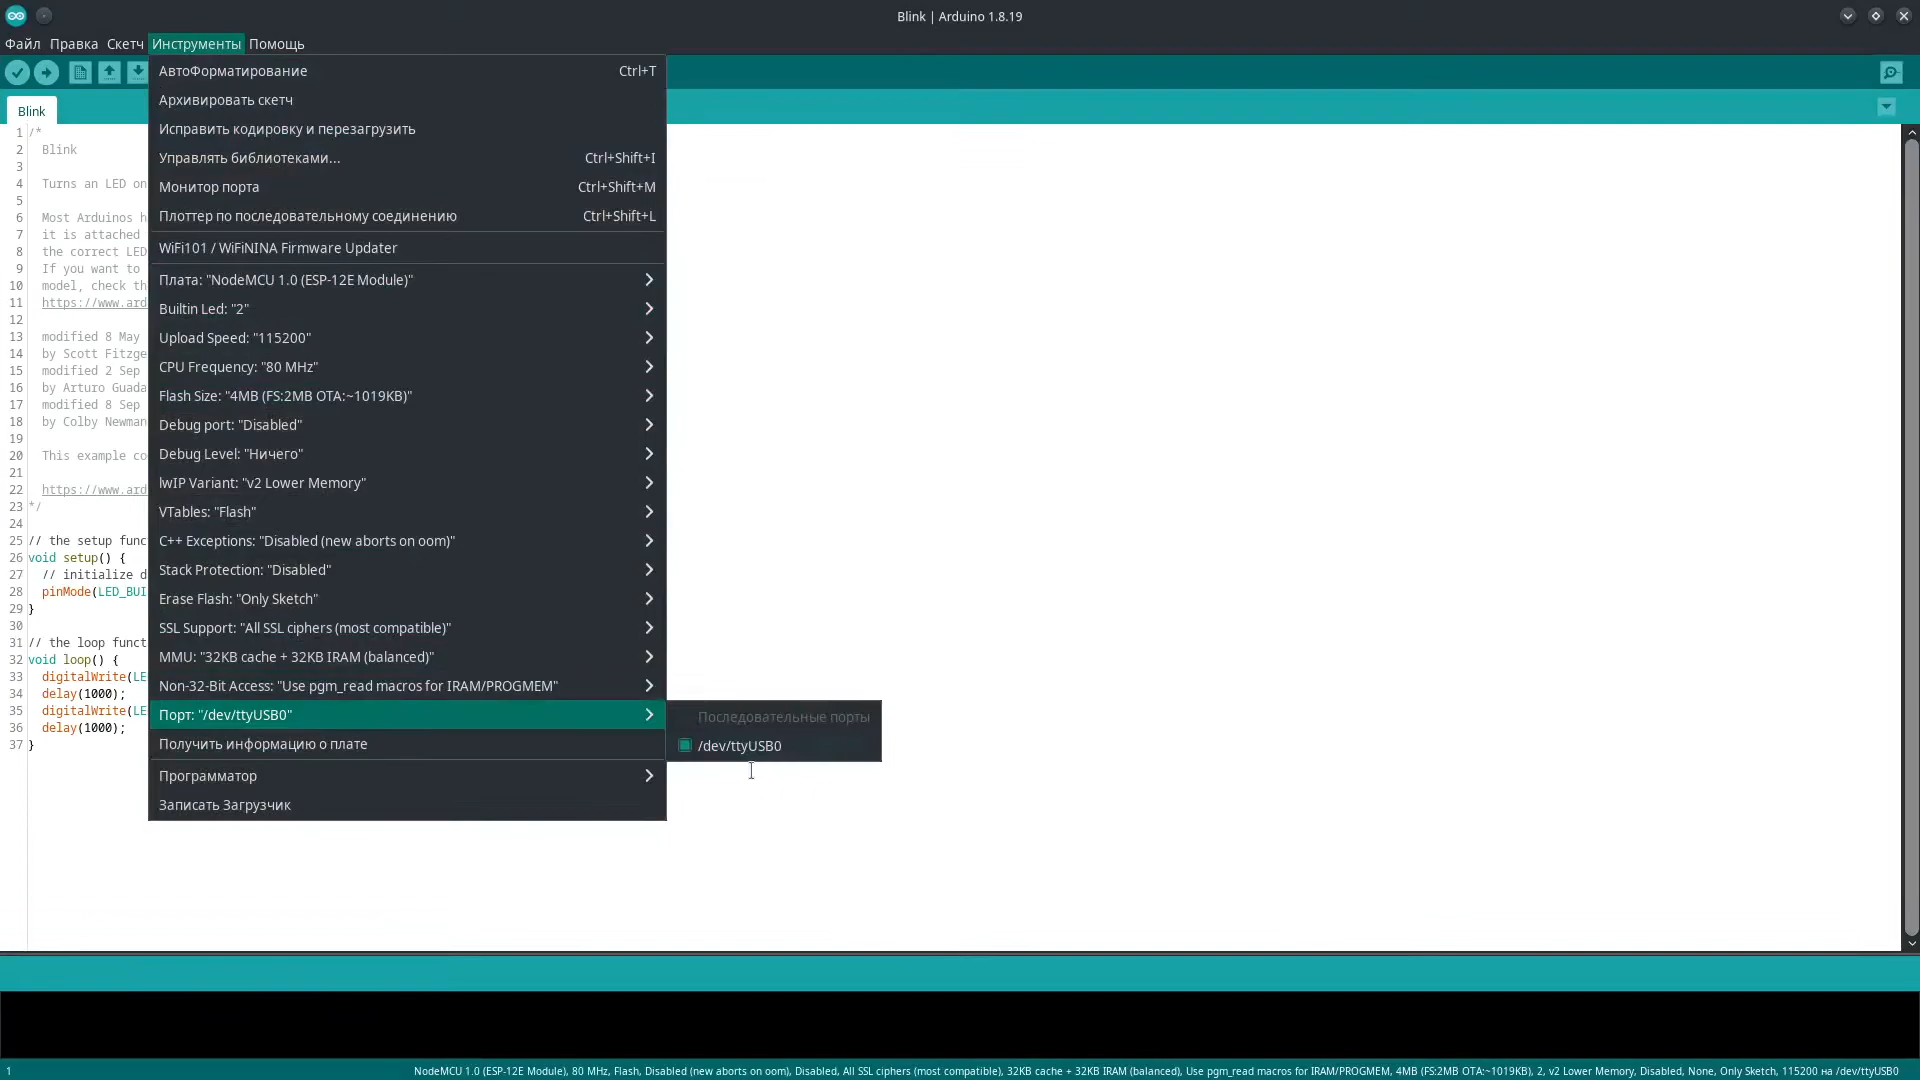 Blink | Arduino 1.8.19
Файл Правка Скетч Инструменты Помощь
АвтоФорматирование Ctrl+T
Архивировать скетч
Исправить кодировку и перезагрузить
Управлять библиотеками... Ctrl+Shift+I
Монитор порта Ctrl+Shift+M
Плоттер по последовательному соединению Ctrl+Shift+L
WiFi101 / WiFiNINA Firmware Updater
Плата: "NodeMCU 1.0 (ESP-12E Module)"
Builtin Led: "2"
Upload Speed: "115200"
CPU Frequency: "80 MHz"
Flash Size: "4MB (FS:2MB OTA:~1019KB)"
Debug port: "Disabled"
Debug Level: "Ничего"
lwIP Variant: "v2 Lower Memory"
VTables: "Flash"
C++ Exceptions: "Disabled (new aborts on oom)"
Stack Protection: "Disabled"
Erase Flash: "Only Sketch"
SSL Support: "All SSL ciphers (most compatible)"
MMU: "32KB cache + 32KB IRAM (balanced)"
Non-32-Bit Access: "Use pgm_read macros for IRAM/PROGMEM"
Порт: "/dev/ttyUSB0"
Получить информацию о плате
Программатор
Записать Загрузчик
Последовательные порты
/dev/ttyUSB0
Blink
1 /*
2 Blink
3
4 Turns an LED on
5
6 Most Arduinos h
7 it is attached
8 the correct LED
9 If you want to
10 model, check th
11 https://www.ard
12
13 modified 8 May
14 by Scott Fitzge
15 modified 2 Sep
16 by Arturo Guada
17 modified 8 Sep
18 by Colby Newman
19
20 This example co
21
22 https://www.ard
23 */
24
25 // the setup func
26 void setup() {
27 // initialize d
28 pinMode(LED_BUI
29 }
30
31 // the loop funct
32 void loop() {
33 digitalWrite(LE
34 delay(1000);
35 digitalWrite(LE
36 delay(1000);
37 }
1 NodeMCU 1.0 (ESP-12E Module), 80 MHz, Flash, Disabled (new aborts on oom), Disabled, All SSL ciphers (most compatible), 32KB cache + 32KB IRAM (balanced), Use pgm_read macros for IRAM/PROGMEM, 4MB (FS:2MB OTA:~1019KB), 2, v2 Lower Memory, Disabled, None, Only Sketch, 115200 на /dev/ttyUSB0